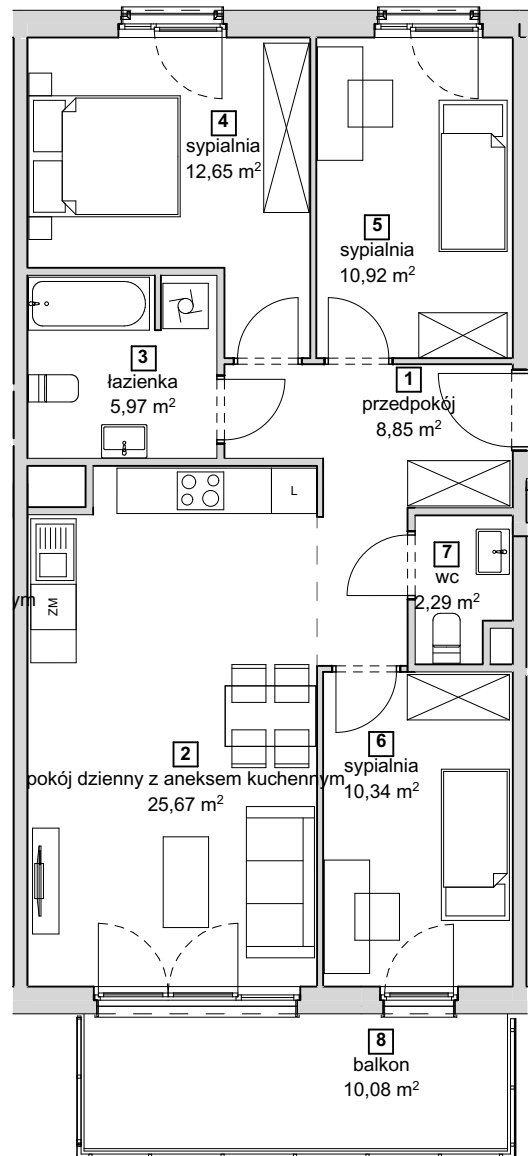 4
sypialnia
12,65 m²
5
sypialnia
10,92 m²
3
łazienka
5,97 m²
1
przedpokój
8,85 m²
L
7
wc
2,29 m²
ym
ZM
2
pokój dzienny z aneksem kuchennym
25,67 m²
6
sypialnia
10,34 m²
8
balkon
10,08 m²